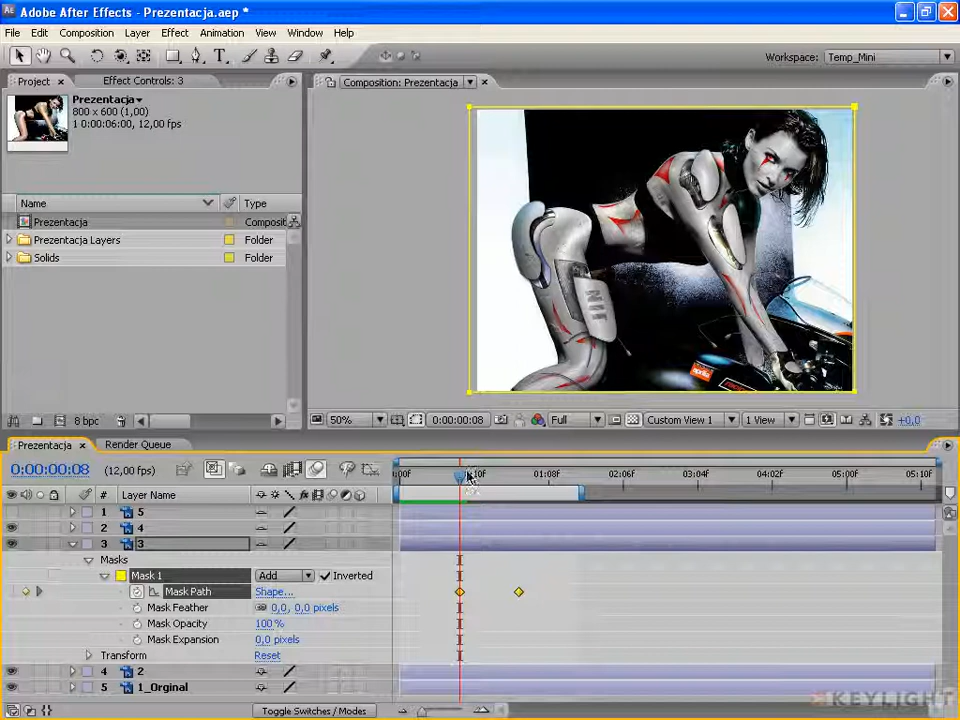 Adobe After Effects - Prezentacja.aep *
File Edit Composition Layer Effect Animation View Window Help
Workspace: Temp_Mini
Project Effect Controls: 3
Composition: Prezentacja
Prezentacja
800 x 600 (1,00)
1 0:00:06:00, 12,00 fps
Name Type
Prezentacja Composit
Prezentacja Layers Folder
Solids Folder
8 bpc
50% 0:00:00:08 Full Custom View 1 1 View +0,0
Prezentacja Render Queue
0:00:00:08 (12,00 fps)
:00F 10F 01:08F 02:06F 03:04F 04:02F 05:00F 05:10F
# Layer Name
1 5
2 4
3 3
Masks
Mask 1 Add Inverted
Mask Path Shape...
Mask Feather 0,0, 0,0 pixels
Mask Opacity 100 %
Mask Expansion 0,0 pixels
Transform Reset
4 2
5 1_Orginal
Toggle Switches / Modes
KEYLIGHT
aprilia